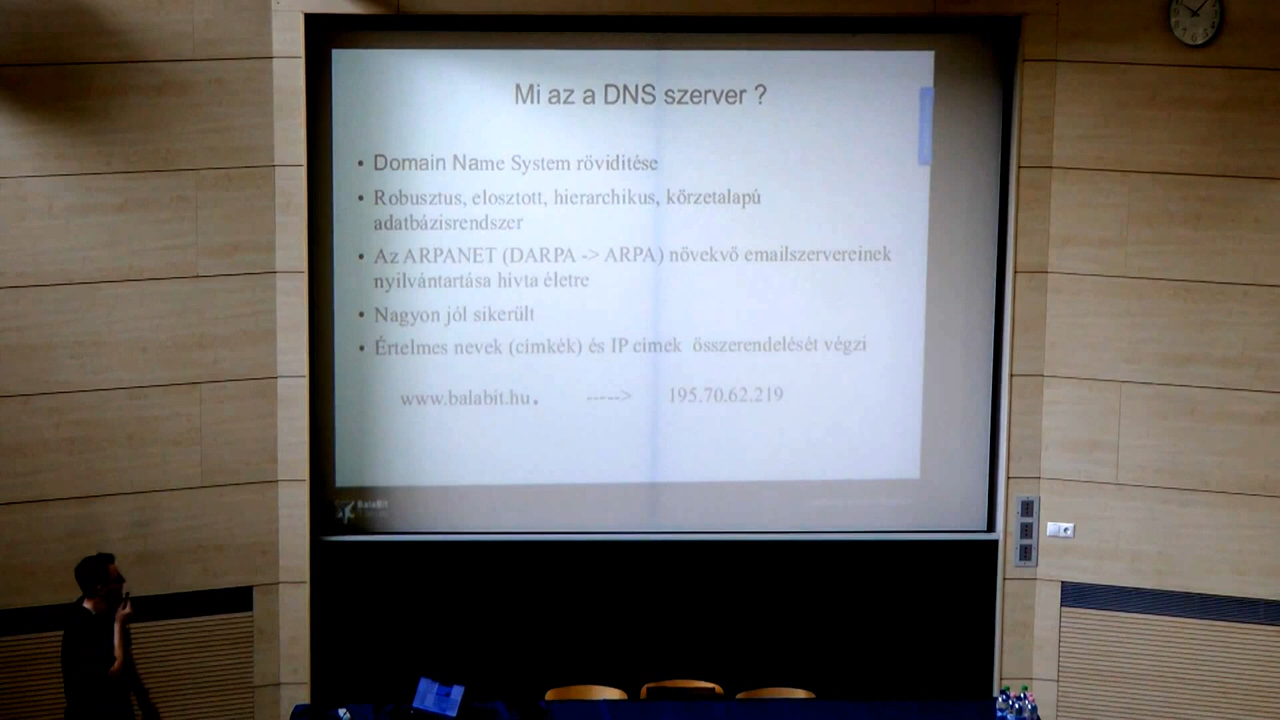 Mi az a DNS szerver ?
• Domain Name System rövidítése
• Robusztus, elosztott, hierarchikus, körzetalapú
adatbázisrendszer
• Az ARPANET (DARPA -> ARPA) növekvő emailszervereinek
nyilvántartása hívta életre
• Nagyon jól sikerült
• Értelmes nevek (címkék) és IP címek összerendelését végzi
www.balabit.hu. -----> 195.70.62.219
BalaBit